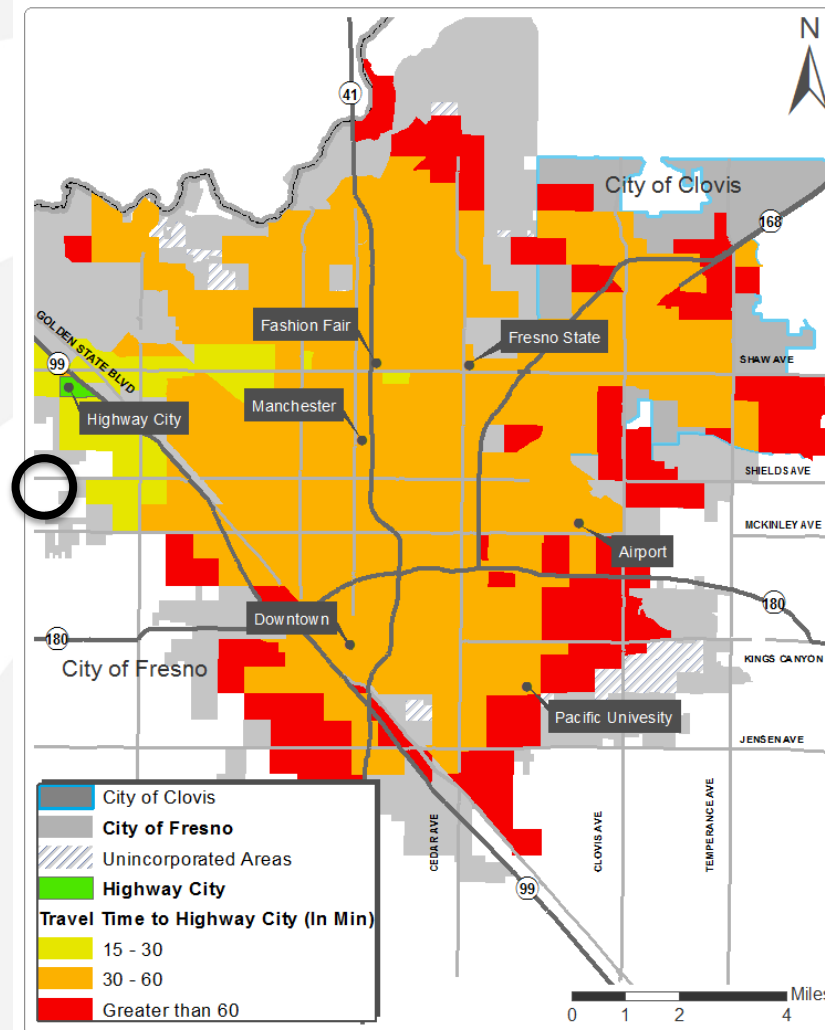 N
41
City of Clovis
168
GOLDEN STATE BLVD
Fashion Fair
Fresno State
99
SHAW AVE
Manchester
Highway City
SHIELDS AVE
MCKINLEY AVE
Airport
180
Downtown
180
KINGS CANYON
City of Fresno
Pacific Univesity
JENSEN AVE
City of Clovis
City of Fresno
Unincorporated Areas
Highway City
Travel Time to Highway City (In Min)
15 - 30
30 - 60
Greater than 60
CEDAR AVE
CLOVIS AVE
TEMPERANCE AVE
99
Miles
0 1 2 4